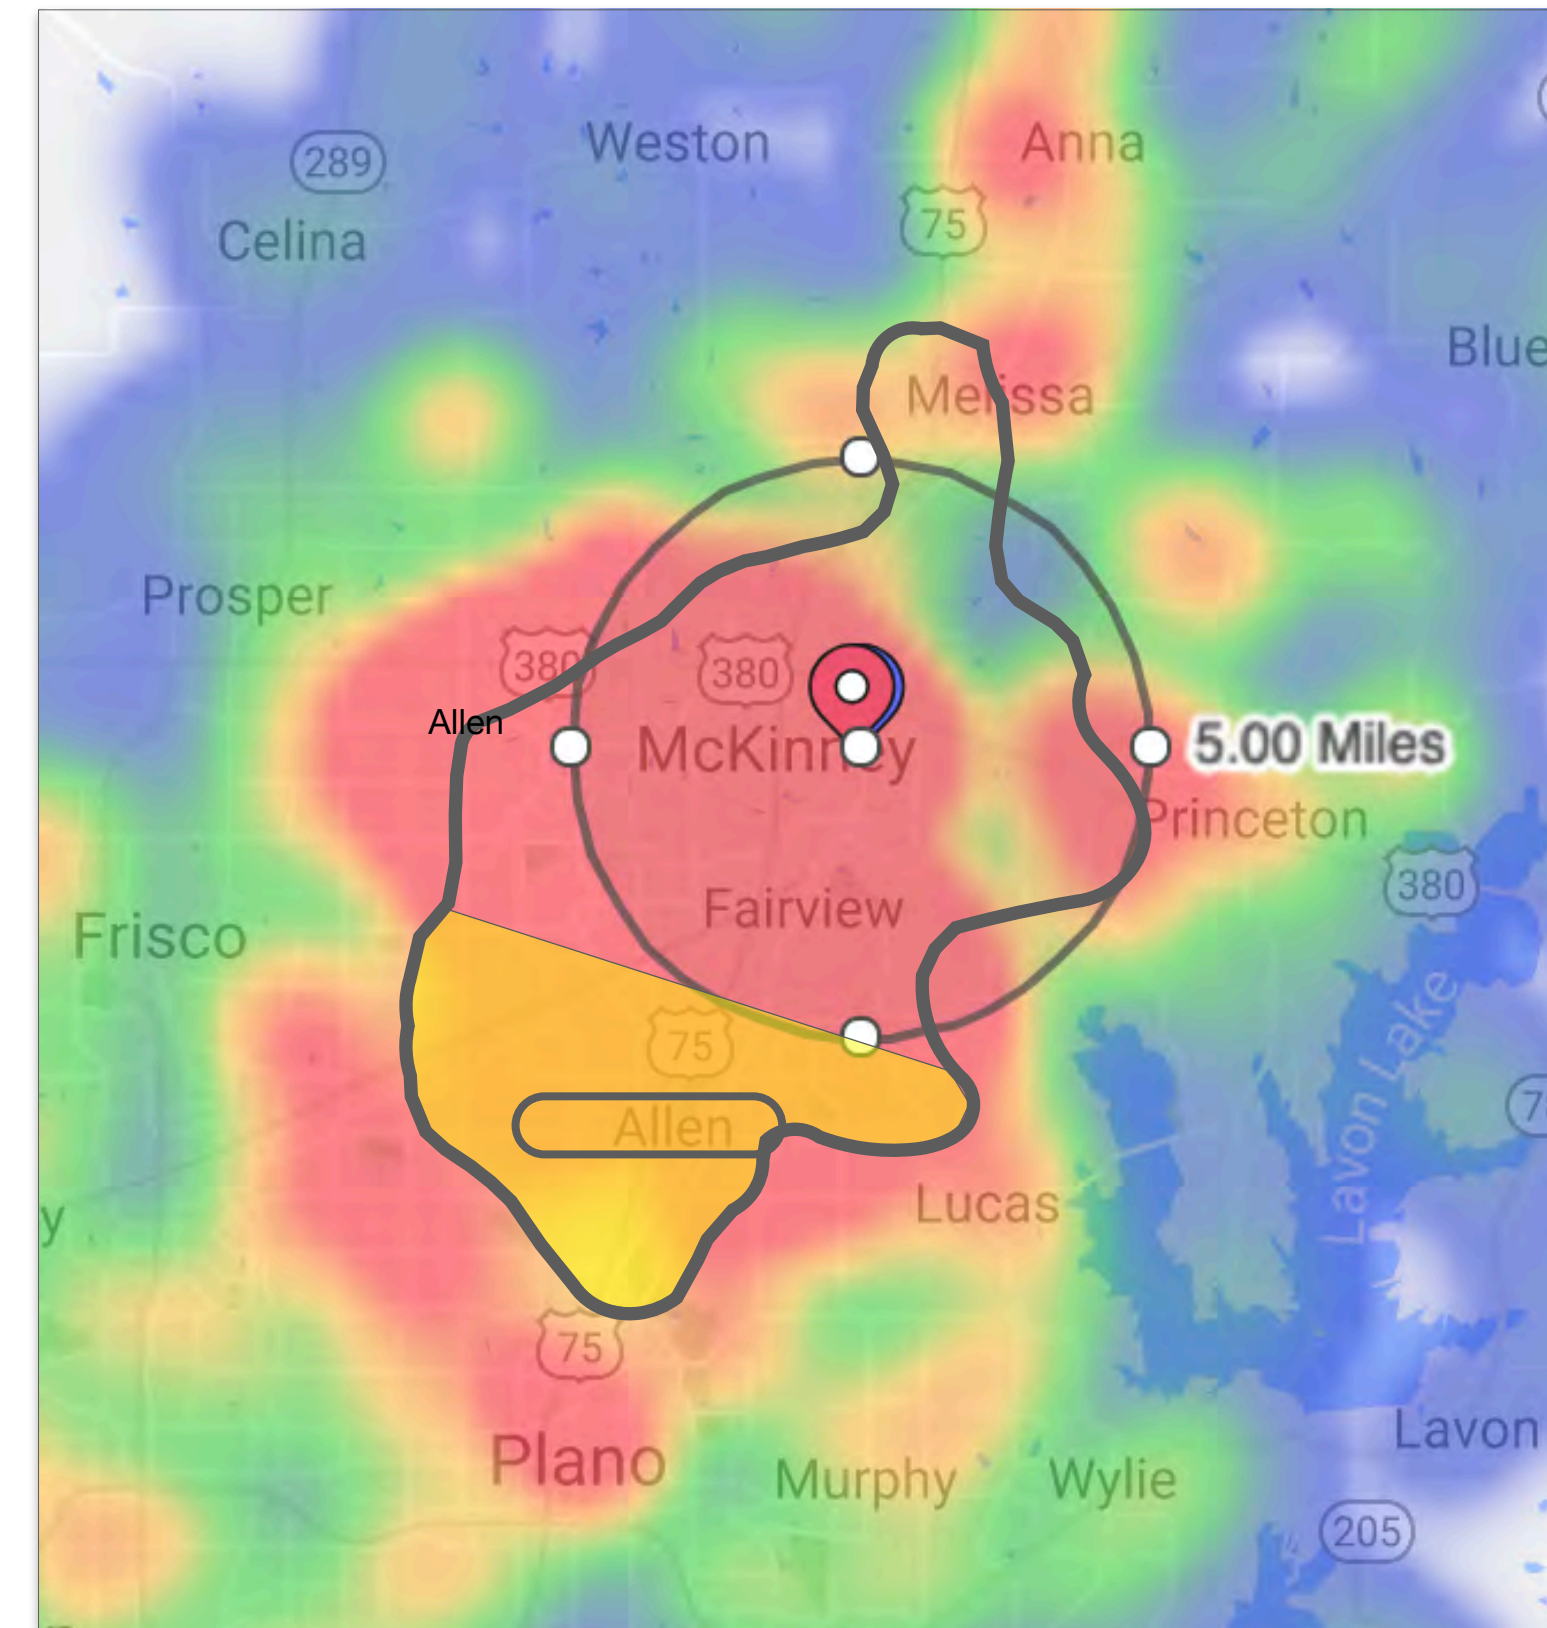 Weston
Anna
289
75
Celina
Blue
Melissa
Prosper
380
380
Allen
McKinney
5.00 Miles
Princeton
380
Fairview
Frisco
75
Lavon Lake
7
Allen
y
Lucas
75
Plano
Murphy
Wylie
Lavon
205